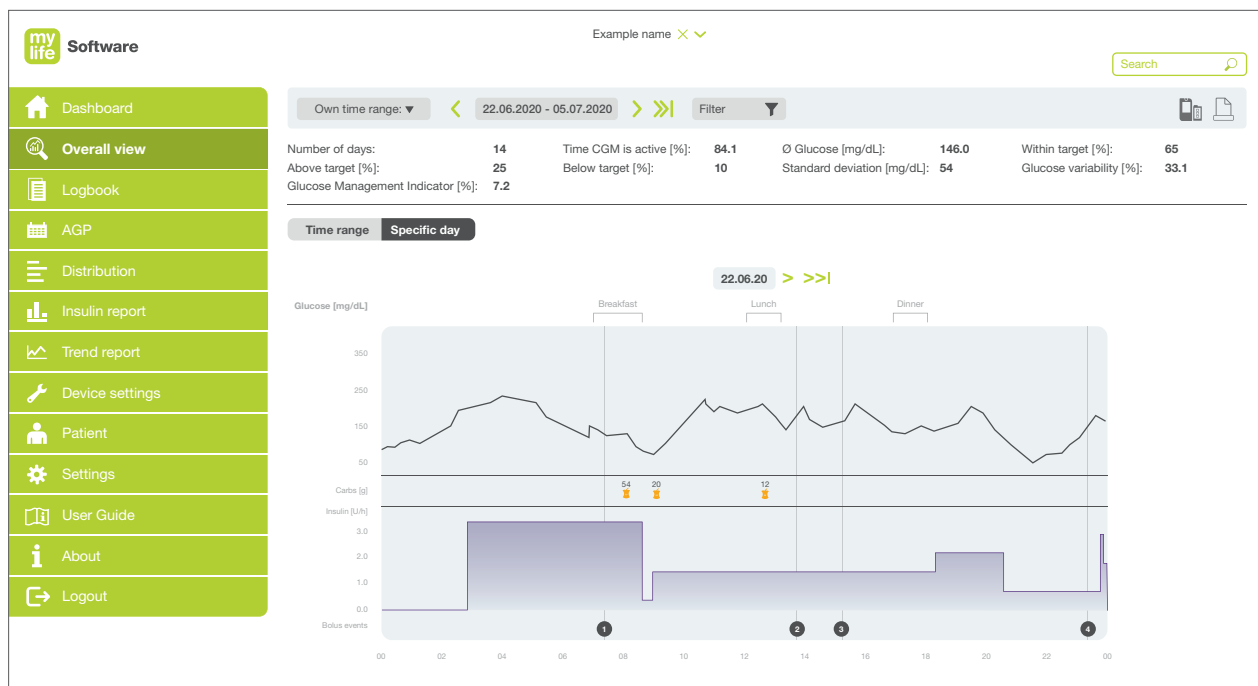 my
life
Software
Example name
Search
Dashboard
Overall view
Logbook
AGP
Distribution
Insulin report
Trend report
Device settings
Patient
Settings
User Guide
About
Logout
Own time range: ▼
22.06.2020 - 05.07.2020
Filter
Number of days: 14 Time CGM is active [%]: 84.1 Ø Glucose [mg/dL]: 146.0 Within target [%]: 65
Above target [%]: 25 Below target [%]: 10 Standard deviation [mg/dL]: 54 Glucose variability [%]: 33.1
Glucose Management Indicator [%]: 7.2
Time range Specific day
22.06.20 > >>|
Glucose [mg/dL] Breakfast Lunch Dinner
350
250
150
50
Carbs [g] 54 20 12
Insulin [U/h]
3.0
2.0
1.0
0.0
Bolus events 1 2 3 4
00 02 04 06 08 10 12 14 16 18 20 22 00